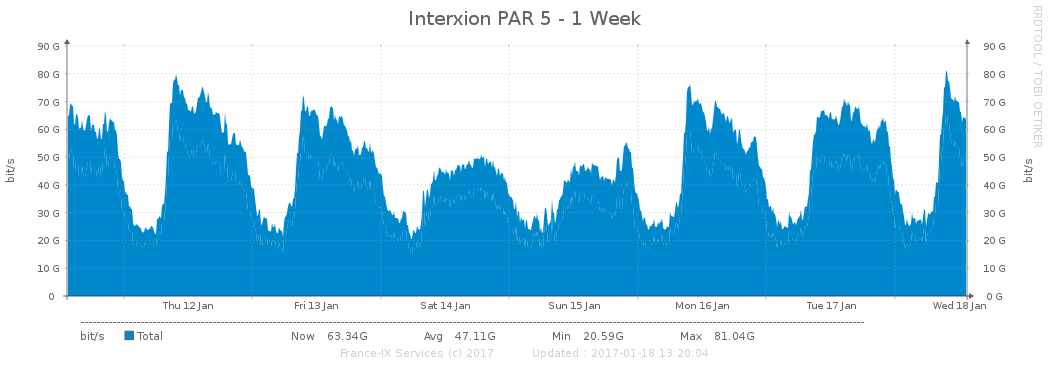 Interxion PAR 5 - 1 Week
RRDTOOL / TOBI OETIKER
90 G 90 G
80 G 80 G
70 G 70 G
60 G 60 G
50 G 50 G
40 G 40 G
30 G 30 G
20 G 20 G
10 G 10 G
0 0 G
bit/s
bit/s
Thu 12 Jan Fri 13 Jan Sat 14 Jan Sun 15 Jan Mon 16 Jan Tue 17 Jan Wed 18 Jan
bit/s Total Now 63.34G Avg 47.11G Min 20.59G Max 81.04G
France-IX Services (c) 2017 Updated : 2017-01-18 13:20:04